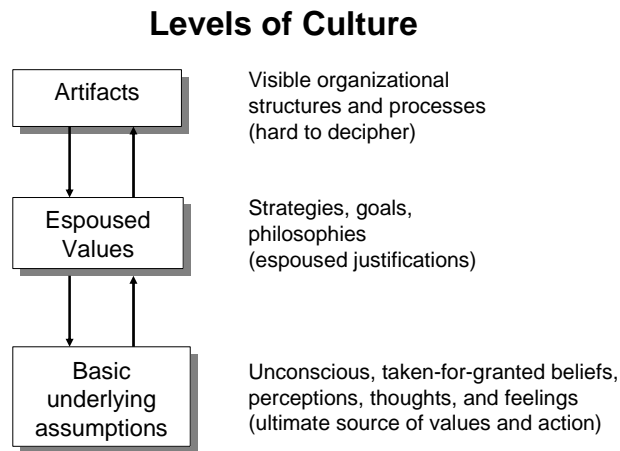 Levels of Culture
Artifacts
Visible organizational
structures and processes
(hard to decipher)
Espoused
Values
Strategies, goals,
philosophies
(espoused justifications)
Basic
underlying
assumptions
Unconscious, taken-for-granted beliefs,
perceptions, thoughts, and feelings
(ultimate source of values and action)